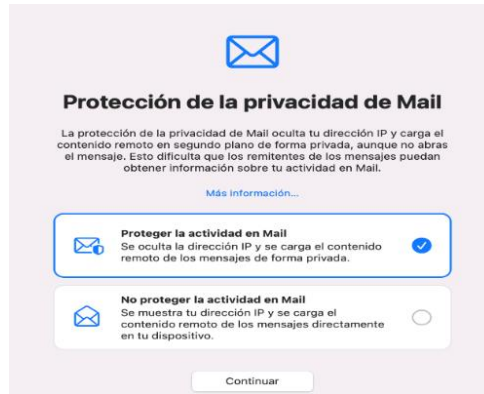 Protección de la privacidad de Mail
La protección de la privacidad de Mail oculta tu dirección IP y carga el
contenido remoto en segundo plano de forma privada, aunque no abras
el mensaje. Esto dificulta que los remitentes de los mensajes puedan
obtener información sobre tu actividad en Mail.
Más información...
Proteger la actividad en Mail
Se oculta la dirección IP y se carga el contenido
remoto de los mensajes de forma privada.
No proteger la actividad en Mail
Se muestra tu dirección IP y se carga el
contenido remoto de los mensajes directamente
en tu dispositivo.
Continuar